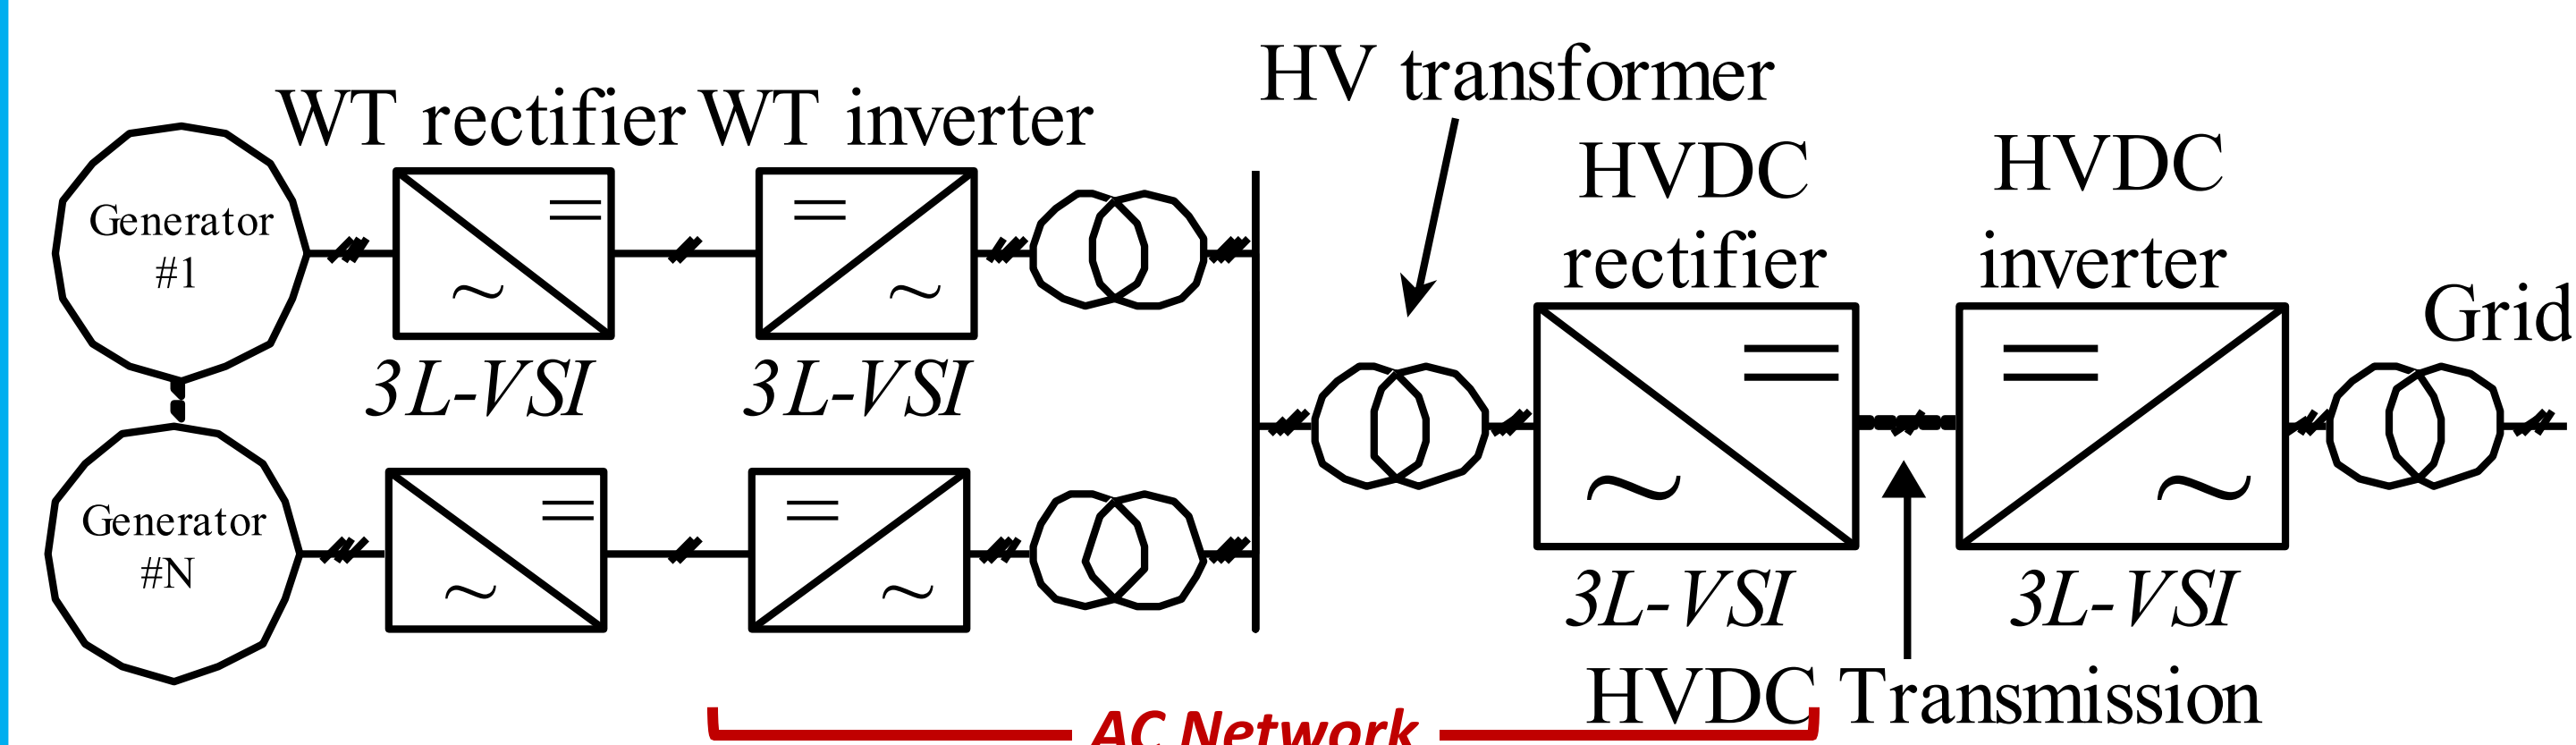 HV transformer
WT rectifier WT inverter
HVDC
rectifier
HVDC
inverter
Generator
#1
= ~
= ~
3L-VSI
3L-VSI
Grid
= ~
= ~
Generator
#N
= ~
= ~
3L-VSI
3L-VSI
HVDC Transmission
AC Network